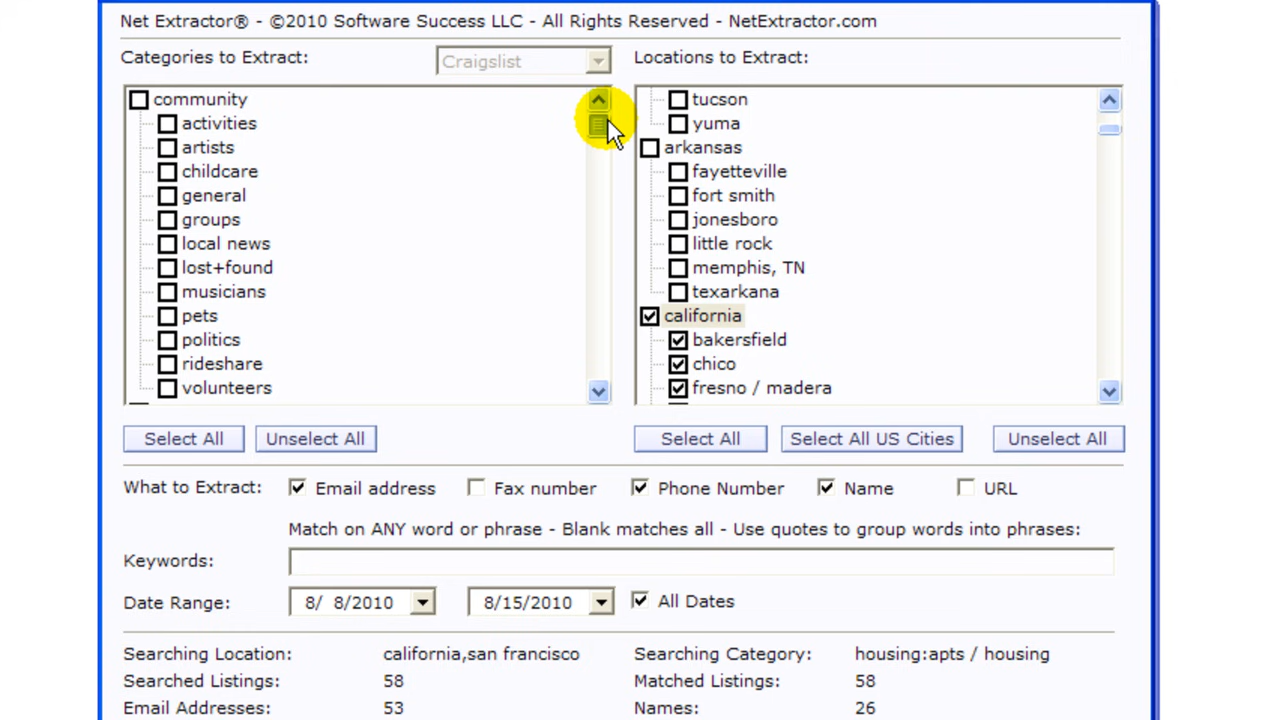 Net Extractor® - ©2010 Software Success LLC - All Rights Reserved - NetExtractor.com
Categories to Extract:
Craigslist
Locations to Extract:
community
activities
artists
childcare
general
groups
local news
lost+found
musicians
pets
politics
rideshare
volunteers
tucson
yuma
arkansas
fayetteville
fort smith
jonesboro
little rock
memphis, TN
texarkana
california
bakersfield
chico
fresno / madera
Select All
Unselect All
Select All
Select All US Cities
Unselect All
What to Extract:
Email address
Fax number
Phone Number
Name
URL
Match on ANY word or phrase - Blank matches all - Use quotes to group words into phrases:
Keywords:
Date Range:
8/ 8/2010
8/15/2010
All Dates
Searching Location:
california,san francisco
Searching Category:
housing:apts / housing
Searched Listings:
58
Matched Listings:
58
Email Addresses:
53
Names:
26